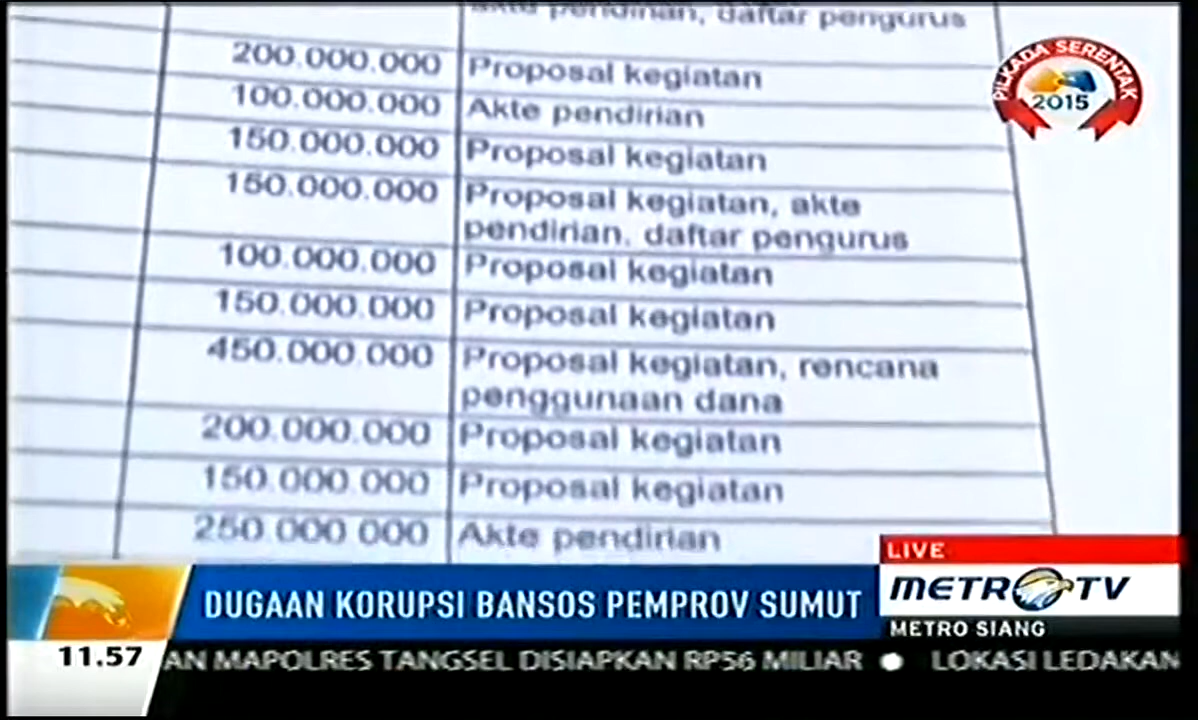 akte pendirian, daftar pengurus
200.000.000 Proposal kegiatan
100.000.000 Akte pendirian
150.000.000 Proposal kegiatan
150.000.000 Proposal kegiatan, akte
pendirian, daftar pengurus
100.000.000 Proposal kegiatan
150.000.000 Proposal kegiatan
450.000.000 Proposal kegiatan, rencana
penggunaan dana
200.000.000 Proposal kegiatan
150.000.000 Proposal kegiatan
250.000.000 Akte pendirian
PILKADA SERENTAK
2015
LIVE
DUGAAN KORUPSI BANSOS PEMPROV SUMUT
METRO TV
METRO SIANG
11.57
AN MAPOLRES TANGSEL DISIAPKAN RP56 MILIAR ● LOKASI LEDAKAN